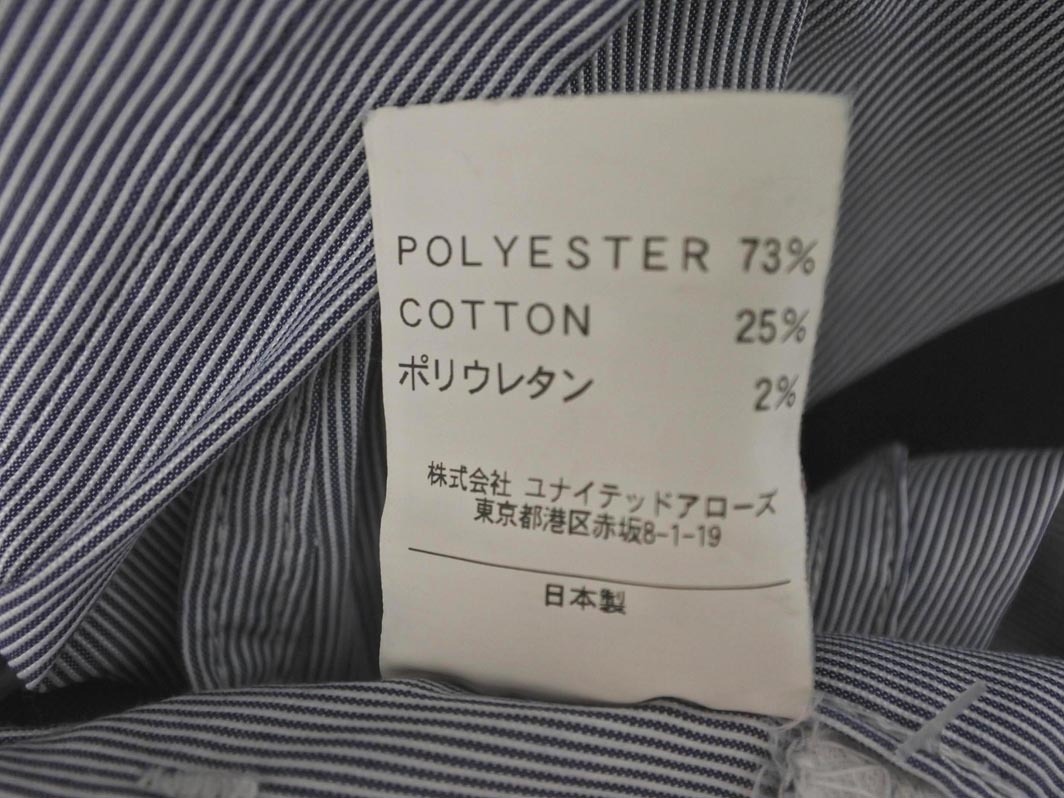 POLYESTER 73%
COTTON 25%
ポリウレタン 2%
株式会社 ユナイテッドアローズ
東京都港区赤坂8-1-19
日本製